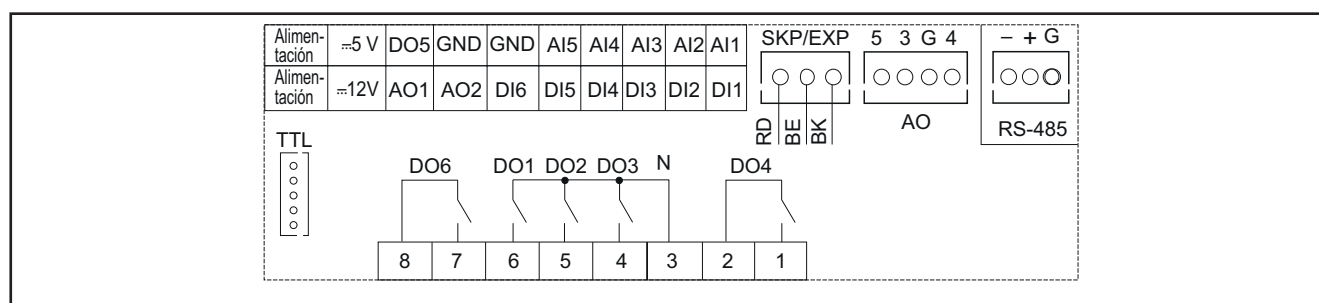 Alimen-
tación ⎓5 V DO5 GND GND AI5 AI4 AI3 AI2 AI1
Alimen-
tación ⎓12V AO1 AO2 DI6 DI5 DI4 DI3 DI2 DI1
SKP/EXP
RD BE BK
5 3 G 4
AO
– + G
RS-485
TTL
DO6 DO1 DO2 DO3 N DO4
8 7 6 5 4 3 2 1